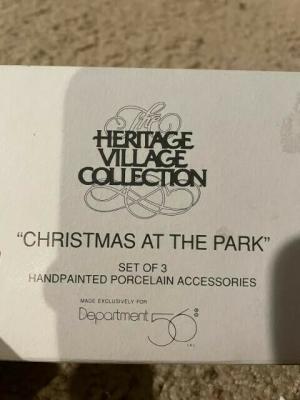 The
HERITAGE
VILLAGE
COLLECTION
"CHRISTMAS AT THE PARK"
SET OF 3
HANDPAINTED PORCELAIN ACCESSORIES
MADE EXCLUSIVELY FOR
Department 56